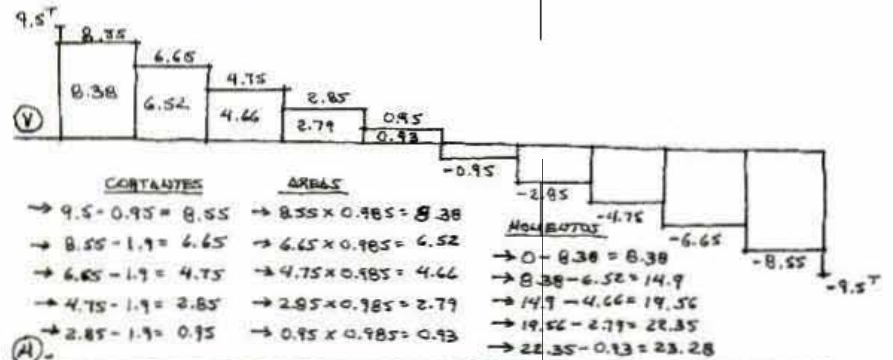 9.5ᵀ
8.55
6.65
4.75
2.85
0.95
8.38
6.52
4.66
2.79
0.93
V
-0.95
-2.85
-4.75
-6.65
-8.55
-9.5ᵀ
CORTANTES
→ 9.5 - 0.95 = 8.55
→ 8.55 - 1.9 = 6.65
→ 6.65 - 1.9 = 4.75
→ 4.75 - 1.9 = 2.85
→ 2.85 - 1.9 = 0.95
AREAS
→ 8.55 x 0.985 = 8.38
→ 6.65 x 0.985 = 6.52
→ 4.75 x 0.985 = 4.66
→ 2.85 x 0.985 = 2.79
→ 0.95 x 0.985 = 0.93
MOMENTOS
→ 0 - 8.38 = 8.38
→ 8.38 - 6.52 = 14.9
→ 14.9 - 4.66 = 19.56
→ 19.56 - 2.79 = 22.35
→ 22.35 - 0.93 = 23.28
M